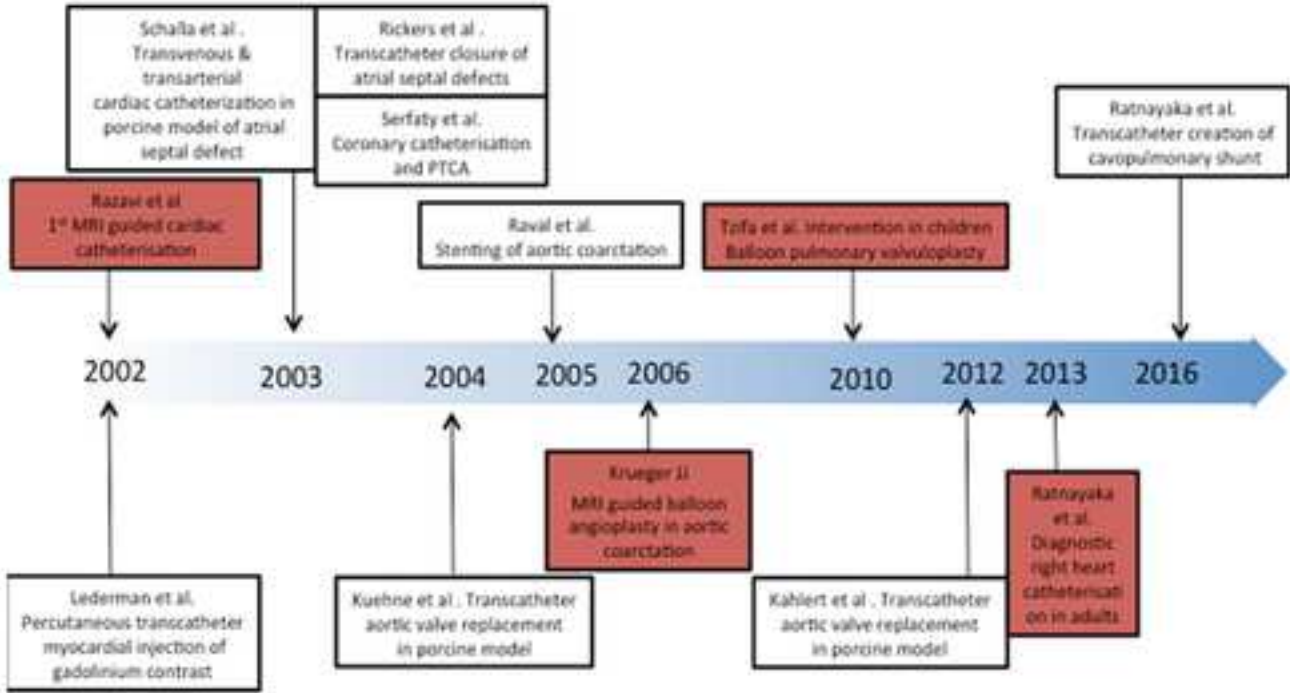 Schalla et al .
Transvenous &
transarterial
cardiac catheterization in
porcine model of atrial
septal defect
Rickers et al .
Transcatheter closure of
atrial septal defects
Serfaty et al.
Coronary catheterisation
and PTCA
Ratnayaka et al.
Transcatheter creation of
cavopulmonary shunt
Razavi et al
1st MRI guided cardiac
catheterisation
Raval et al.
Stenting of aortic coarctation
Tzifa et al. Intervention in children
Balloon pulmonary valvuloplasty
2002
2003
2004
2005
2006
2010
2012
2013
2016
Lederman et al.
Percutaneous transcatheter
myocardial injection of
gadolinium contrast
Kuehne et al . Transcatheter
aortic valve replacement
in porcine model
Krueger JJ
MRI guided balloon
angioplasty in aortic
coarctation
Kahlert et al . Transcatheter
aortic valve replacement
in porcine model
Ratnayaka
et al.
Diagnostic
right heart
catheterisati
on in adults